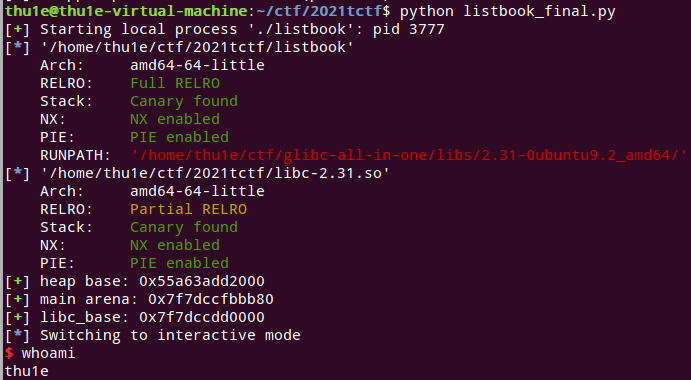 thu1e@thu1e-virtual-machine:~/ctf/2021tctf$ python listbook_final.py
[+] Starting local process './listbook': pid 3777
[*] '/home/thu1e/ctf/2021tctf/listbook'
    Arch:     amd64-64-little
    RELRO:    Full RELRO
    Stack:    Canary found
    NX:       NX enabled
    PIE:      PIE enabled
    RUNPATH:  '/home/thu1e/ctf/glibc-all-in-one/libs/2.31-0ubuntu9.2_amd64/'
[*] '/home/thu1e/ctf/2021tctf/libc-2.31.so'
    Arch:     amd64-64-little
    RELRO:    Partial RELRO
    Stack:    Canary found
    NX:       NX enabled
    PIE:      PIE enabled
[+] heap base: 0x55a63add2000
[+] main arena: 0x7f7dccfbbb80
[+] libc_base: 0x7f7dccdd0000
[*] Switching to interactive mode
$ whoami
thu1e